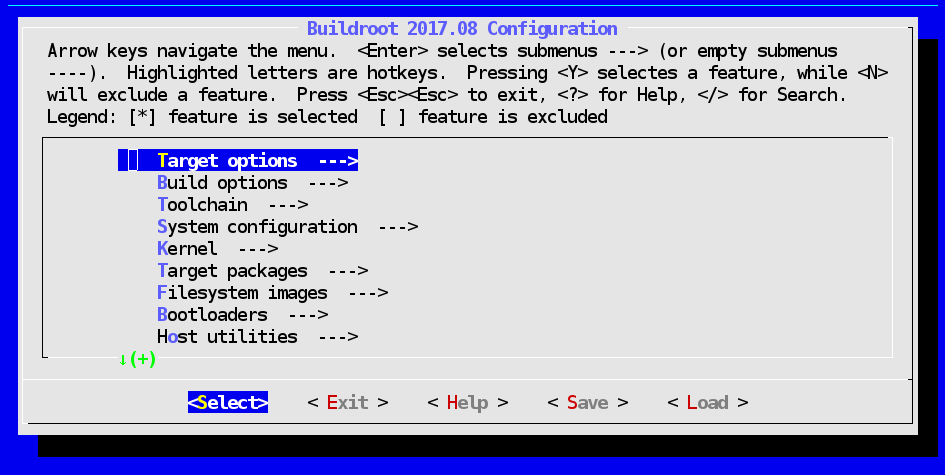 Buildroot 2017.08 Configuration
Arrow keys navigate the menu.  <Enter> selects submenus ---> (or empty submenus
----).  Highlighted letters are hotkeys.  Pressing <Y> selectes a feature, while <N>
will exclude a feature.  Press <Esc><Esc> to exit, <?> for Help, </> for Search.
Legend: [*] feature is selected  [ ] feature is excluded
Target options  --->
Build options  --->
Toolchain  --->
System configuration  --->
Kernel  --->
Target packages  --->
Filesystem images  --->
Bootloaders  --->
Host utilities  --->
↓(+)
<Select>    < Exit >    < Help >    < Save >    < Load >